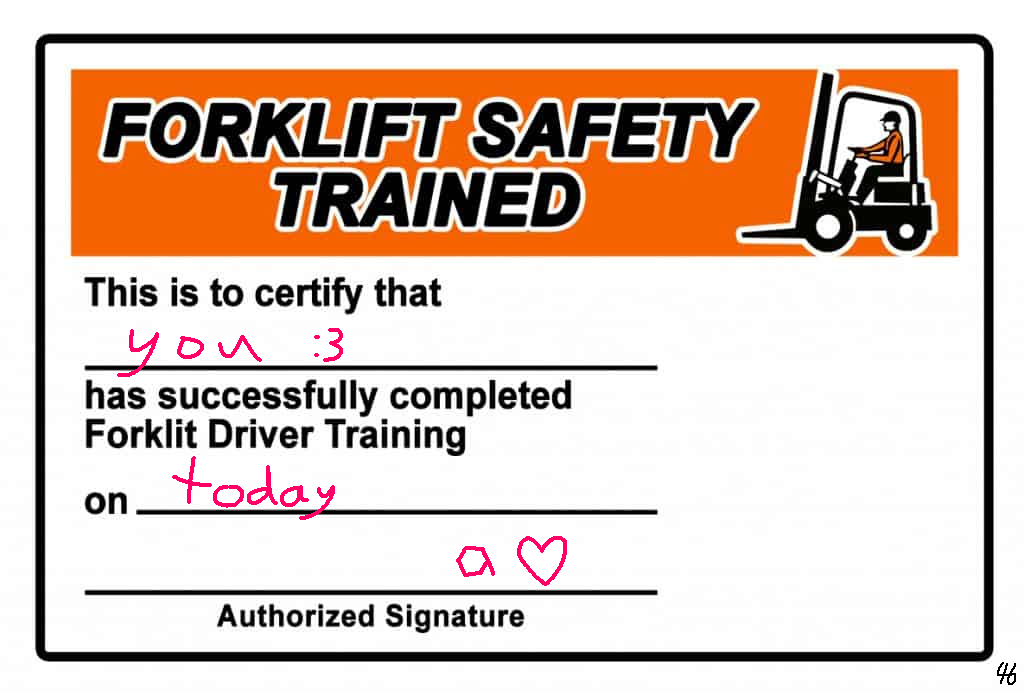 FORKLIFT SAFETY
TRAINED
This is to certify that
you :3
has successfully completed
Forklit Driver Training
on today
a ♡
Authorized Signature
46